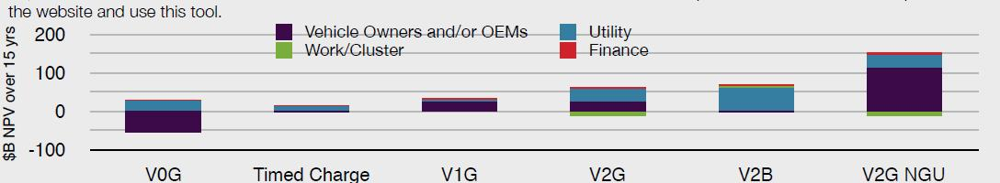 the website and use this tool.
$B NPV over 15 yrs
200
100
0
-100
Vehicle Owners and/or OEMs
Utility
Work/Cluster
Finance
V0G
Timed Charge
V1G
V2G
V2B
V2G NGU